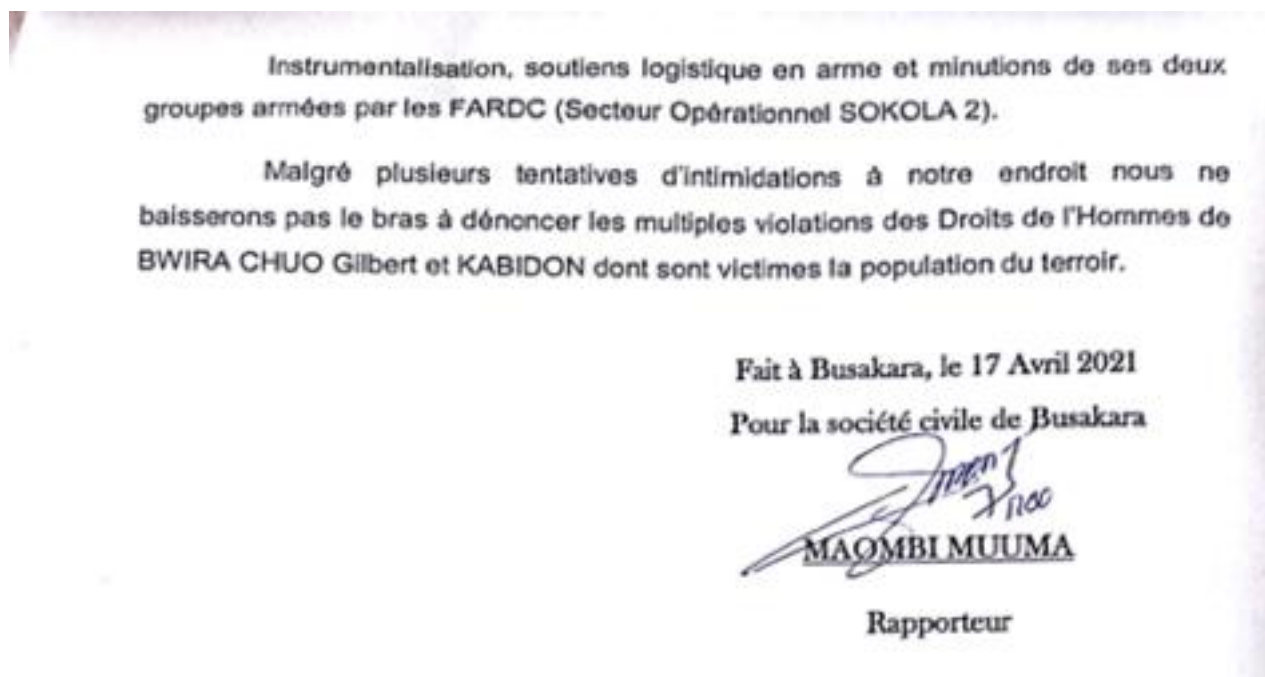 Instrumentalisation, soutiens logistique en arme et minutions de ses deux
groupes armées par les FARDC (Secteur Opérationnel SOKOLA 2).
Malgré plusieurs tentatives d'intimidations à notre endroit nous ne
baisserons pas le bras à dénoncer les multiples violations des Droits de l'Hommes de
BWIRA CHUO Gilbert et KABIDON dont sont victimes la population du terroir.
Fait à Busakara, le 17 Avril 2021
Pour la société civile de Busakara
MAOMBI MUUMA
Rapporteur